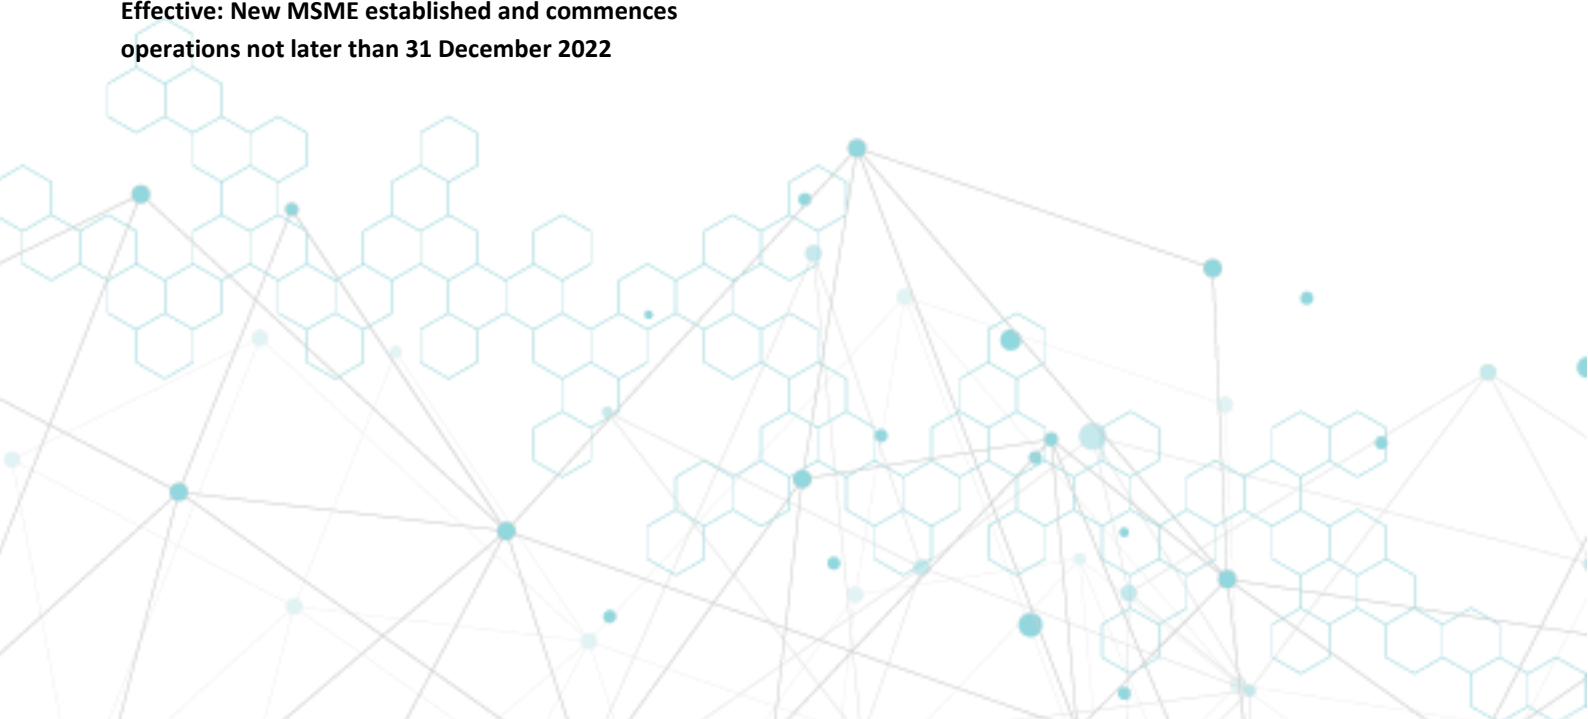 Effective: New MSME established and commences
operations not later than 31 December 2022